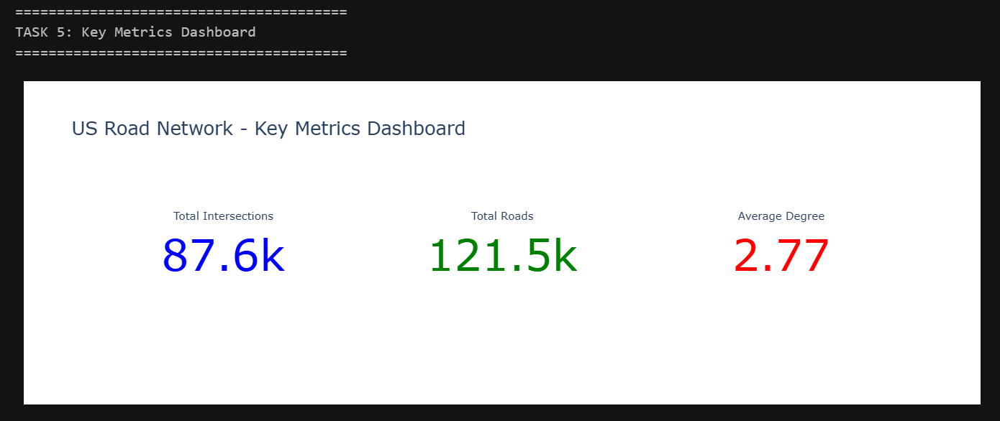 ========================================
TASK 5: Key Metrics Dashboard
========================================
US Road Network - Key Metrics Dashboard
Total Intersections
87.6k
Total Roads
121.5k
Average Degree
2.77